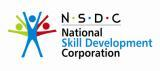 N·S·D·C
National
Skill Development
Corporation